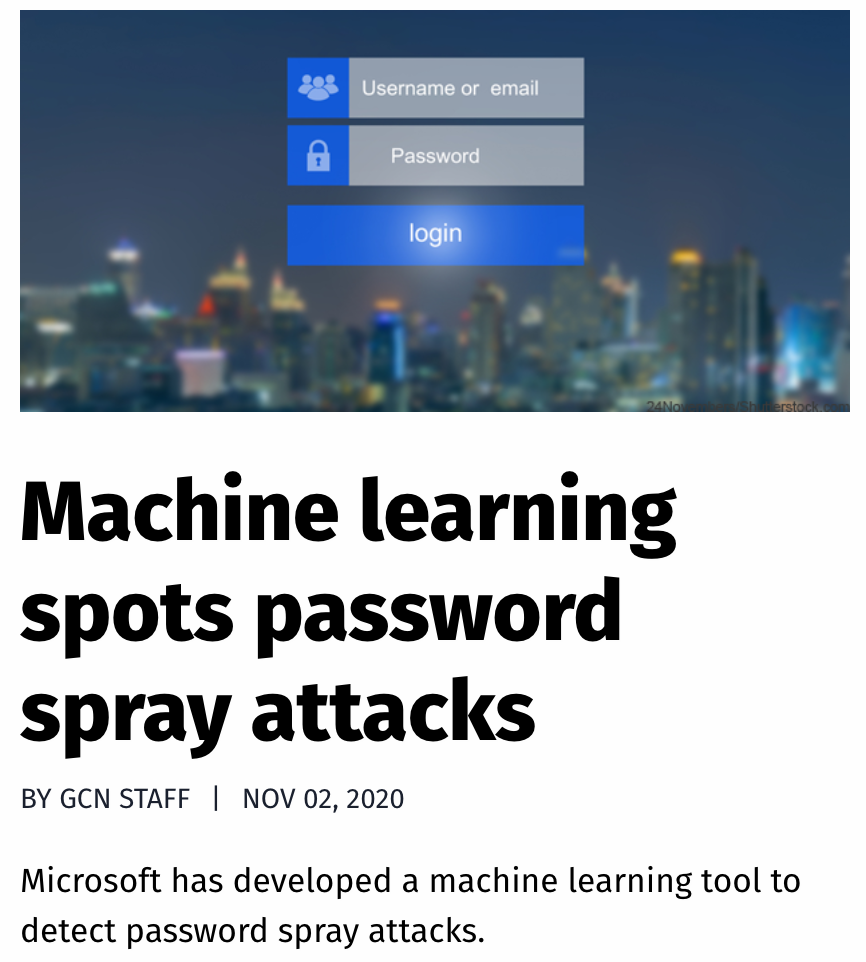 Username or email
Password
login
Machine learning
spots password
spray attacks
BY GCN STAFF | NOV 02, 2020
Microsoft has developed a machine learning tool to
detect password spray attacks.